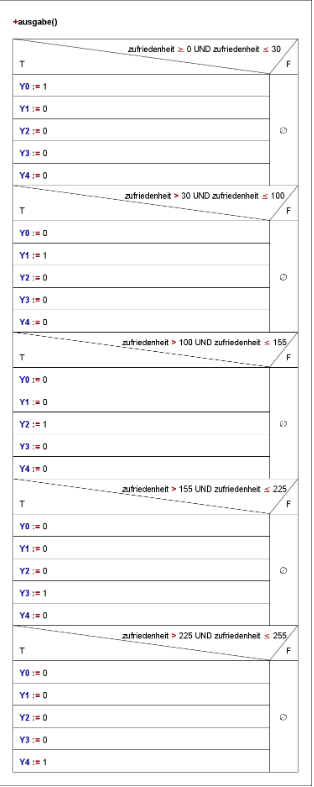 +ausgabe()
zufriedenheit ≥ 0 UND zufriedenheit ≤ 30
T F
Y0 := 1
Y1 := 0
Y2 := 0
∅
Y3 := 0
Y4 := 0
zufriedenheit > 30 UND zufriedenheit ≤ 100
T F
Y0 := 0
Y1 := 1
Y2 := 0
∅
Y3 := 0
Y4 := 0
zufriedenheit > 100 UND zufriedenheit ≤ 155
T F
Y0 := 0
Y1 := 0
Y2 := 1
∅
Y3 := 0
Y4 := 0
zufriedenheit > 155 UND zufriedenheit ≤ 225
T F
Y0 := 0
Y1 := 0
Y2 := 0
∅
Y3 := 1
Y4 := 0
zufriedenheit > 225 UND zufriedenheit ≤ 255
T F
Y0 := 0
Y1 := 0
Y2 := 0
∅
Y3 := 0
Y4 := 1